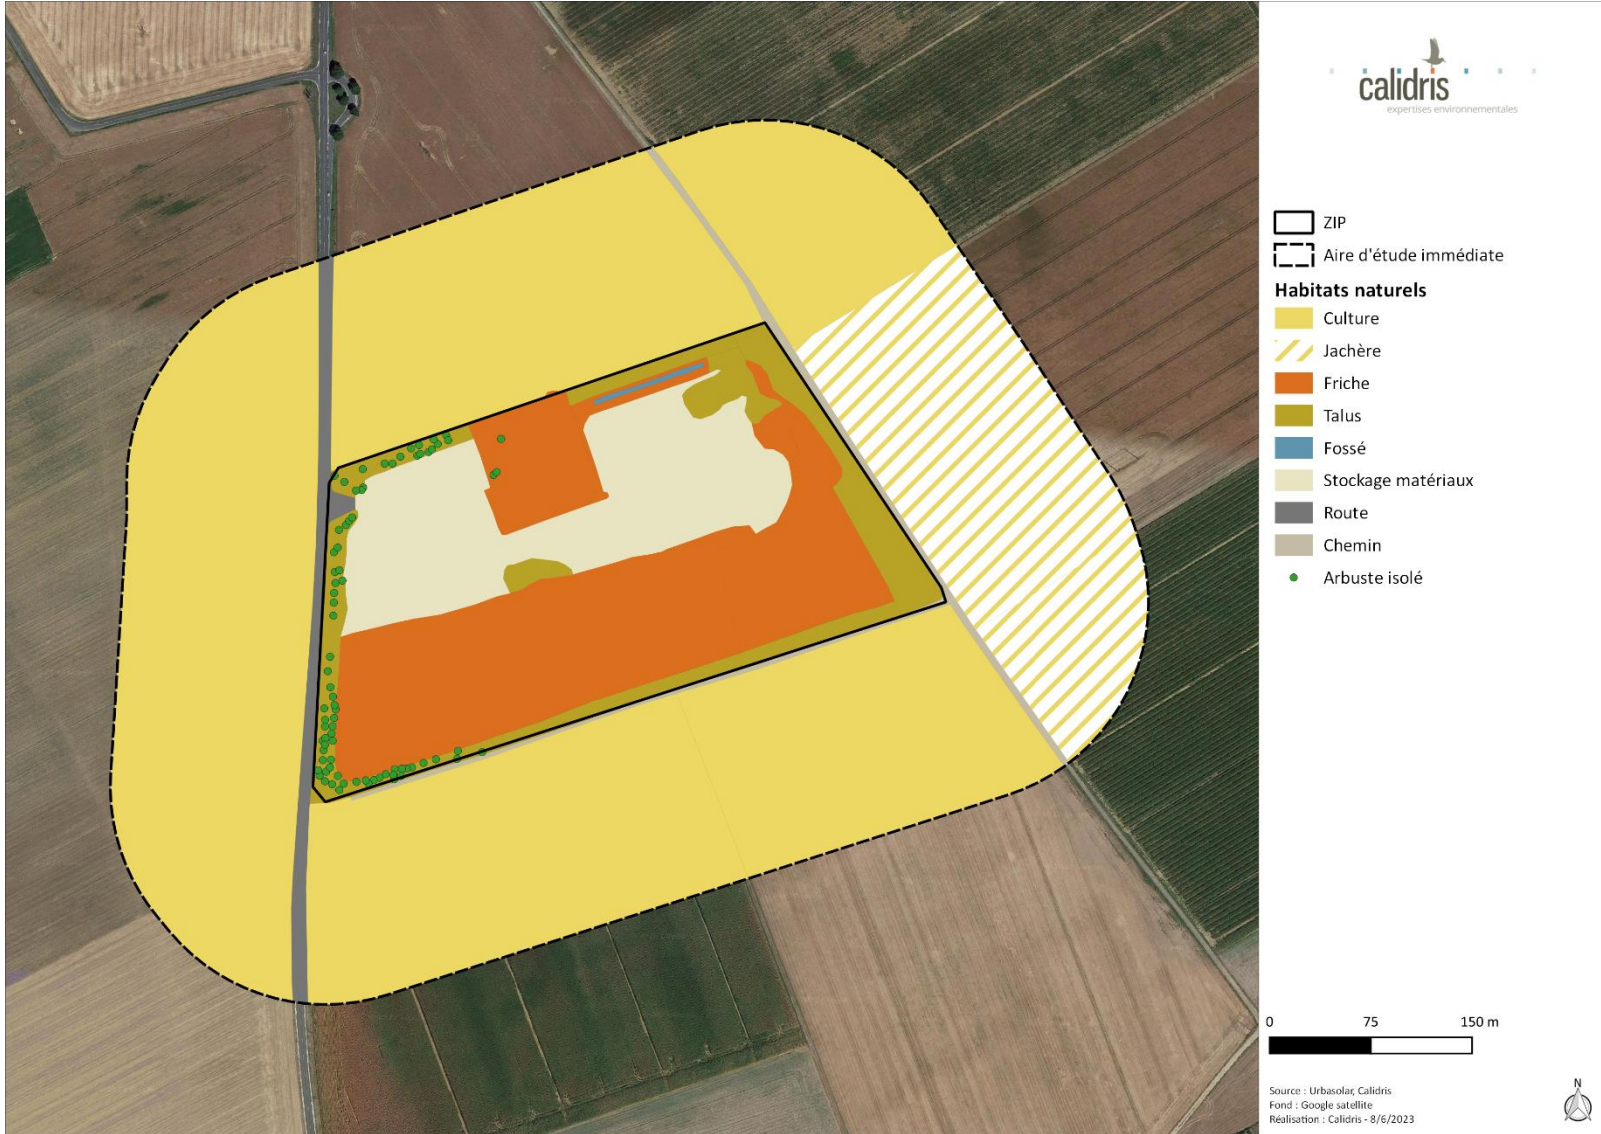 calidris
expertises environnementales
ZIP
Aire d'étude immédiate
Habitats naturels
Culture
Jachère
Friche
Talus
Fossé
Stockage matériaux
Route
Chemin
Arbuste isolé
0 75 150 m
Source : Urbasolar, Calidris
Fond : Google satellite
Réalisation : Calidris - 8/6/2023
N